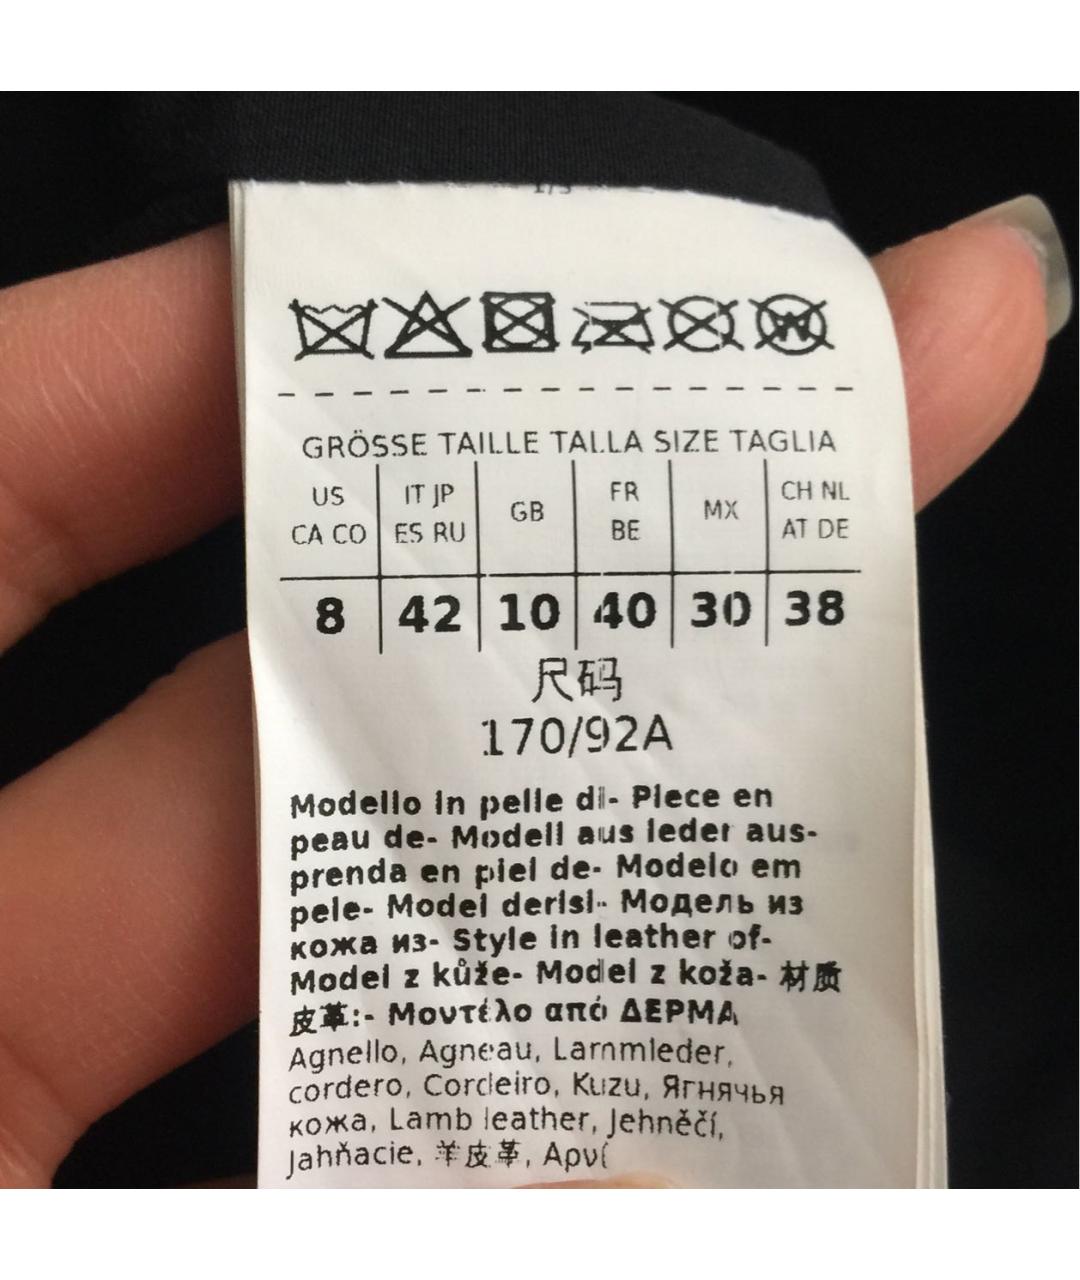 1/3
GRÖSSE TAILLE TALLA SIZE TAGLIA
US IT JP GB FR MX CH NL
CA CO ES RU BE AT DE
8 42 10 40 30 38
尺码
170/92A
Modello in pelle di- Piece en
peau de- Modell aus leder aus-
prenda en piel de- Modelo em
pele- Model derisi- Модель из
кожа из- Style in leather of-
Model z kůže- Model z koža- 材质
皮革:- Μοντέλο από ΔΕΡΜΑ
Agnello, Agneau, Lammleder,
cordero, Cordeiro, Kuzu, Ягнячья
кожа, Lamb leather, Jehněčí,
Jahňacie, 羊皮革, Αρνί